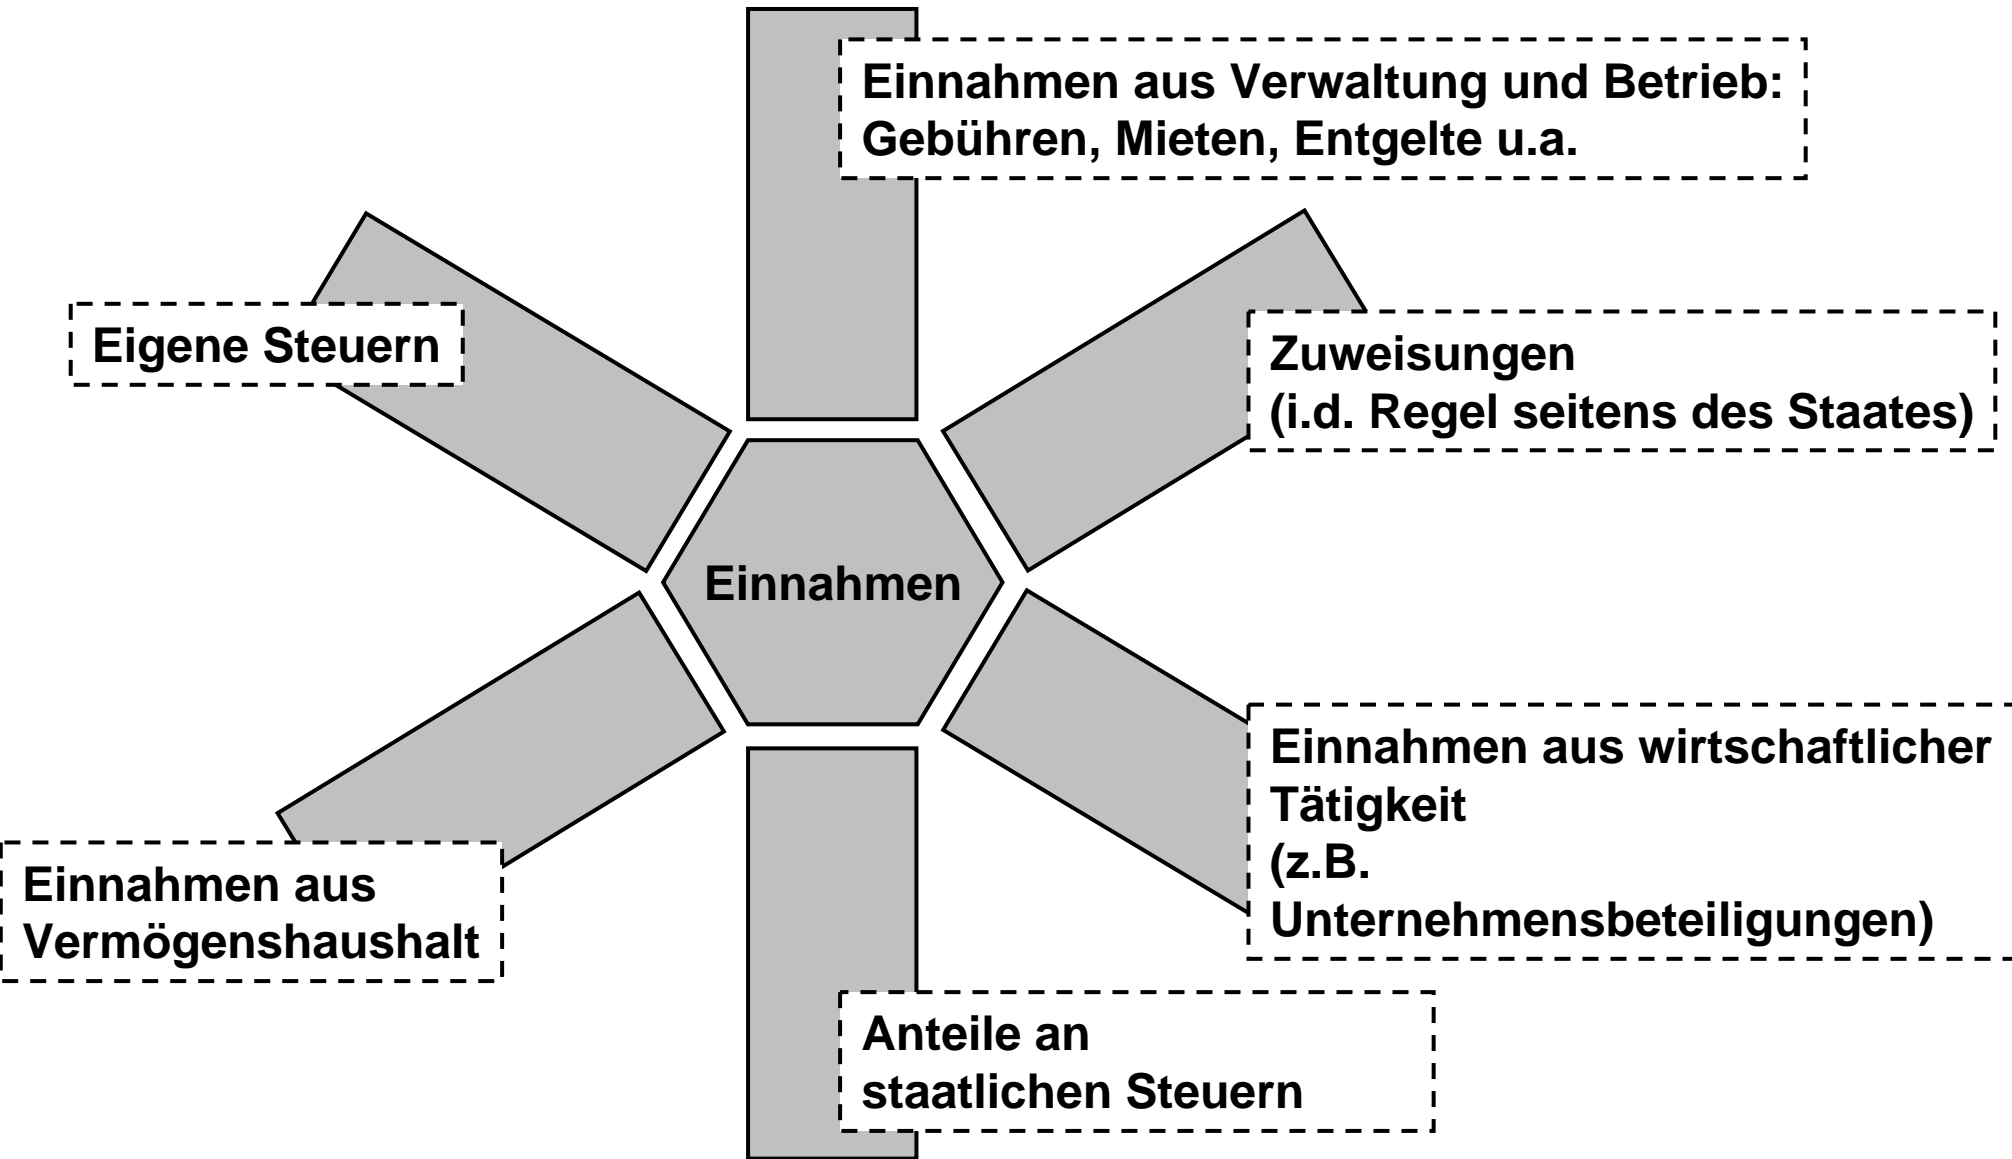 Einnahmen aus Verwaltung und Betrieb:
Gebühren, Mieten, Entgelte u.a.
Eigene Steuern
Zuweisungen
(i.d. Regel seitens des Staates)
Einnahmen
Einnahmen aus wirtschaftlicher
Tätigkeit
(z.B.
Unternehmensbeteiligungen)
Einnahmen aus
Vermögenshaushalt
Anteile an
staatlichen Steuern